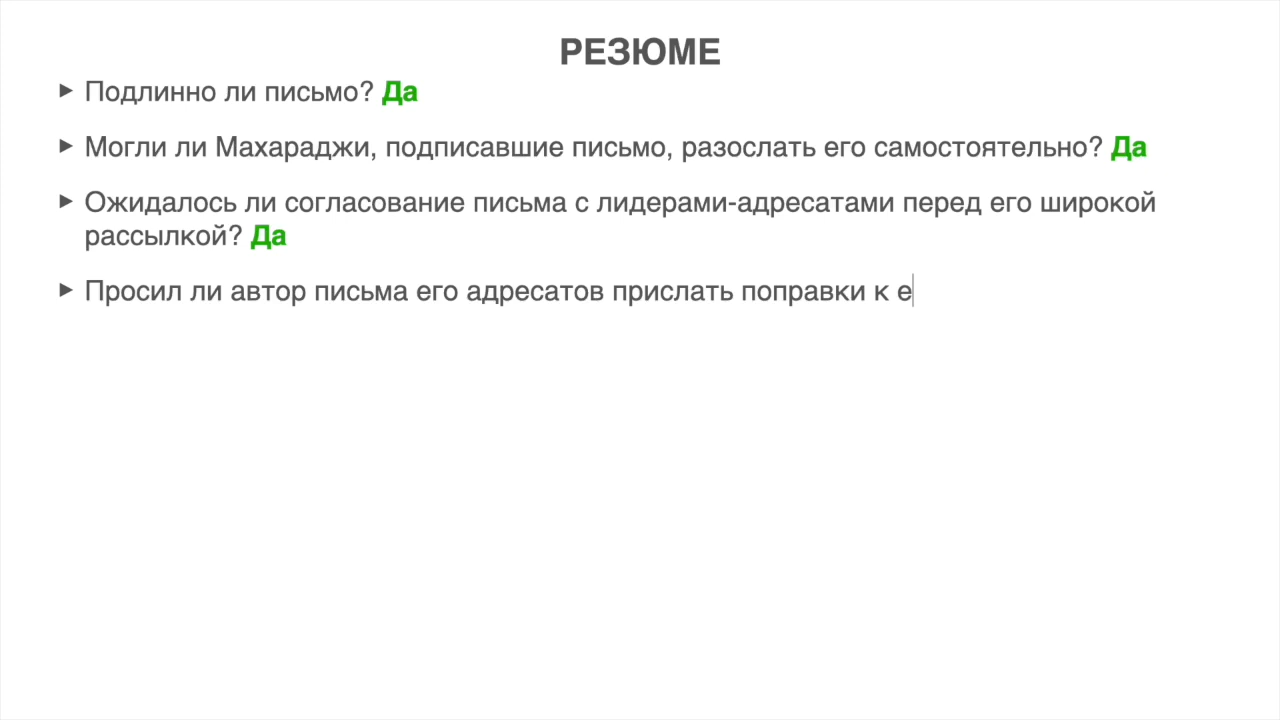 РЕЗЮМЕ
▸ Подлинно ли письмо? Да
▸ Могли ли Махараджи, подписавшие письмо, разослать его самостоятельно? Да
▸ Ожидалось ли согласование письма с лидерами-адресатами перед его широкой
рассылкой? Да
▸ Просил ли автор письма его адресатов прислать поправки к е